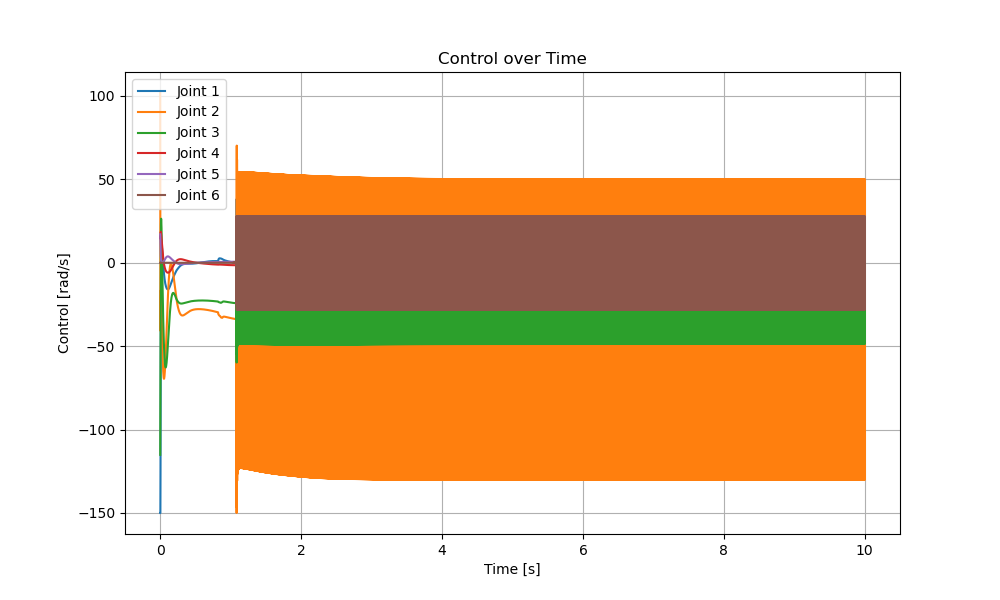 Control over Time
Control [rad/s]
100
50
0
−50
−100
−150
Joint 1
Joint 2
Joint 3
Joint 4
Joint 5
Joint 6
0 2 4 6 8 10
Time [s]